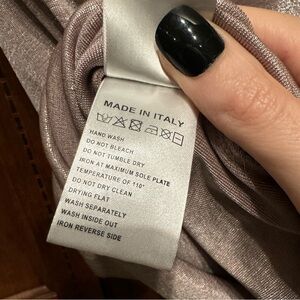 MADE IN ITALY
HAND WASH
DO NOT BLEACH
DO NOT TUMBLE DRY
IRON AT MAXIMUM SOLE PLATE
TEMPERATURE OF 110°
DO NOT DRY CLEAN
DRYING FLAT
WASH SEPARATELY
WASH INSIDE OUT
IRON REVERSE SIDE